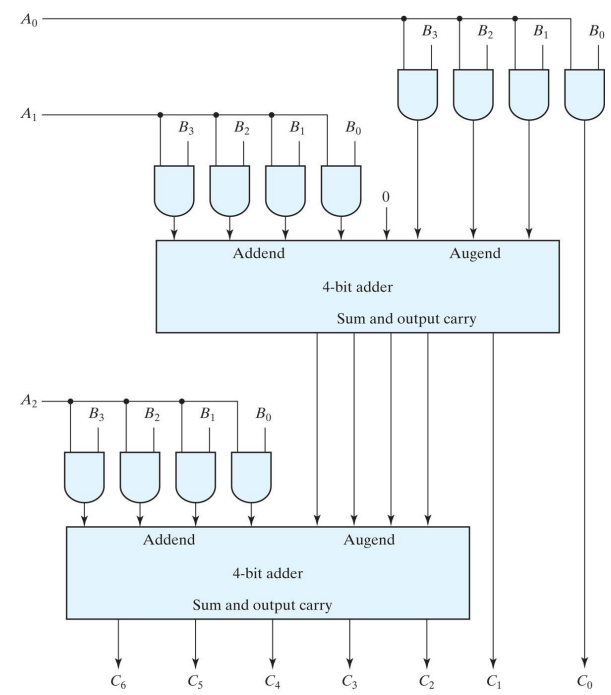 A0
B3 B2 B1 B0
A1
B3 B2 B1 B0
0
Addend Augend
4-bit adder
Sum and output carry
A2
B3 B2 B1 B0
Addend Augend
4-bit adder
Sum and output carry
C6 C5 C4 C3 C2 C1 C0